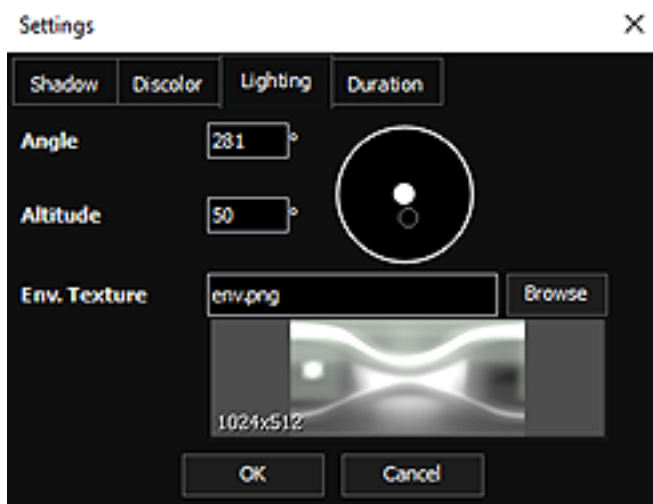 Settings
Shadow Discolor Lighting Duration
Angle 281 °
Altitude 50 °
Env. Texture env.png Browse
1024x512
OK Cancel